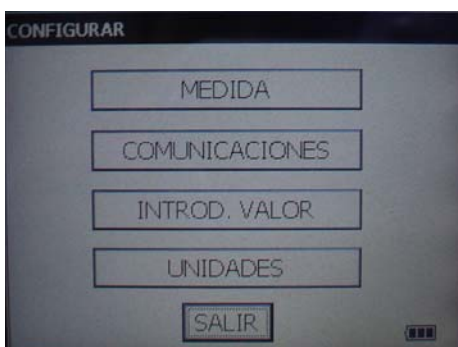 CONFIGURAR
MEDIDA
COMUNICACIONES
INTROD. VALOR
UNIDADES
SALIR